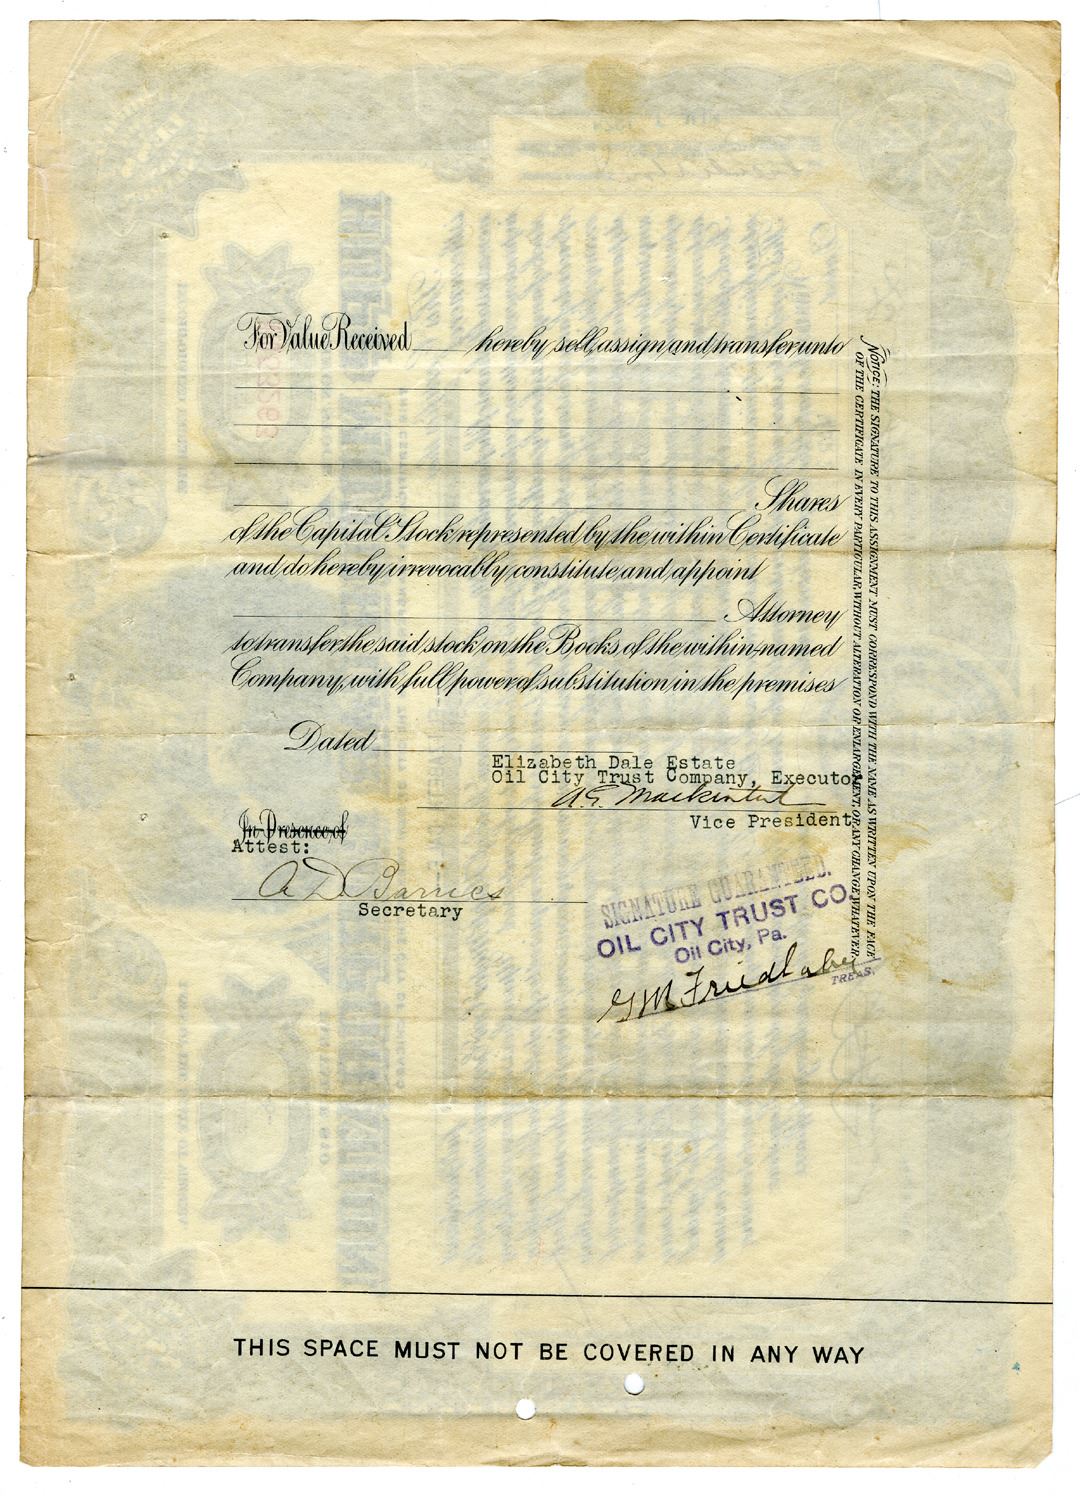 For Value Received ____ hereby sell, assign and transfer unto
Shares
of the Capital Stock represented by the within Certificate
and do hereby irrevocably constitute and appoint
Attorney
to transfer the said stock on the Books of the within-named
Company, with full power of substitution in the premises
Dated
Elizabeth Dale Estate
Oil City Trust Company, Executor
A. E. Mackintosh
Vice President
In Presence of
Attest:
A D Barnes
Secretary
SIGNATURE GUARANTEED.
OIL CITY TRUST CO.
Oil City, Pa.
G M Friedhaber
TREAS.
Notice: THE SIGNATURE TO THIS ASSIGNMENT MUST CORRESPOND WITH THE NAME AS WRITTEN UPON THE FACE
OF THE CERTIFICATE IN EVERY PARTICULAR, WITHOUT ALTERATION OR ENLARGEMENT, OR ANY CHANGE WHATEVER.
THIS SPACE MUST NOT BE COVERED IN ANY WAY